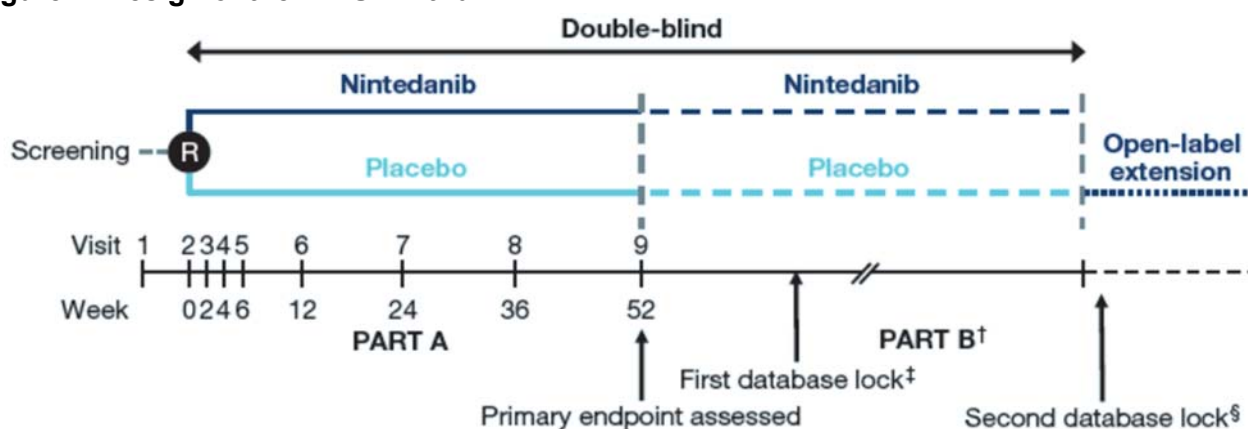 Double-blind
Nintedanib Nintedanib
Screening R
Placebo Placebo
Open-label
extension
Visit 1 2 3 4 5 6 7 8 9
Week 0 2 4 6 12 24 36 52
PART A PART B†
First database lock‡
Primary endpoint assessed Second database lock§